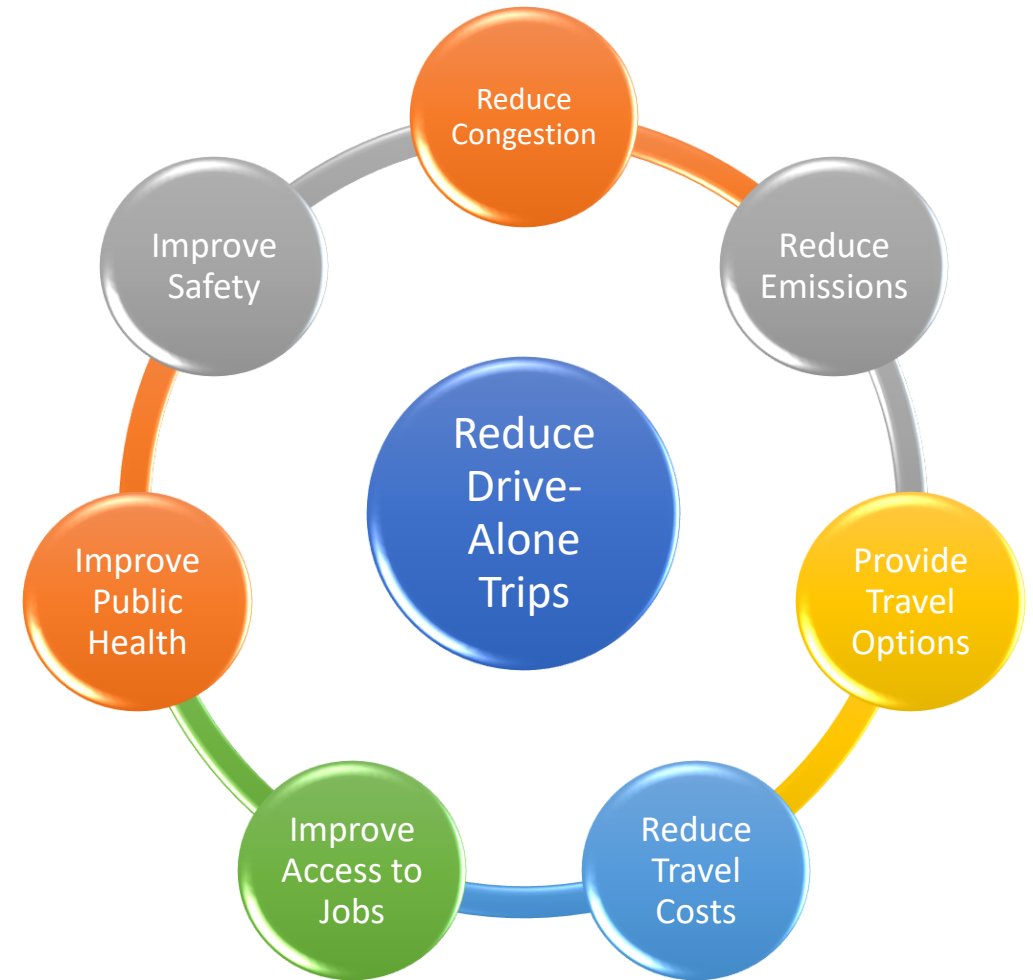 Reduce
Congestion
Reduce
Emissions
Provide
Travel
Options
Reduce
Travel
Costs
Improve
Access to
Jobs
Improve
Public
Health
Improve
Safety
Reduce
Drive-
Alone
Trips